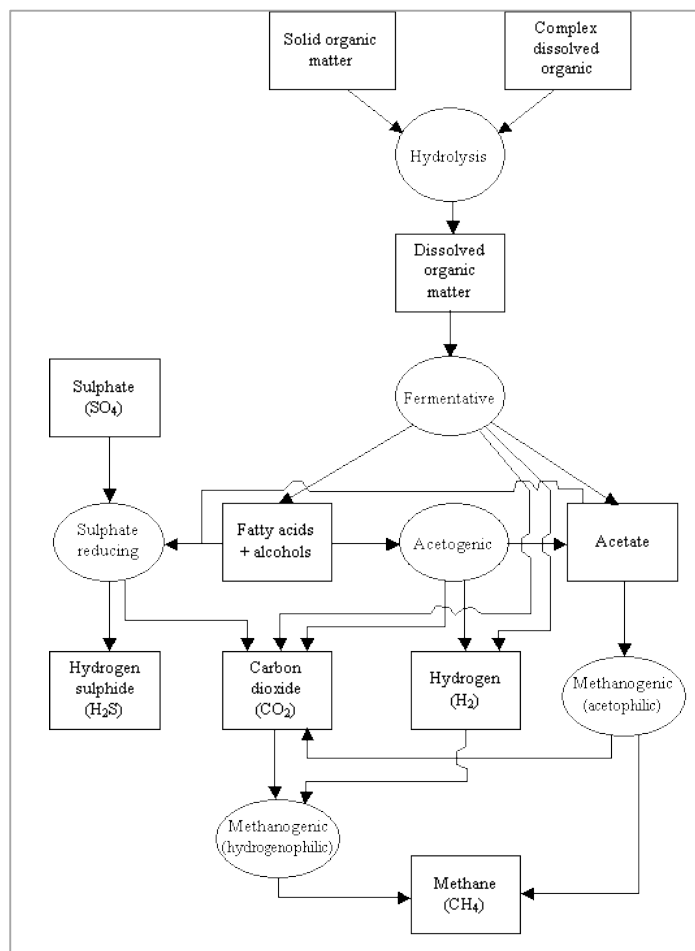 Solid organic
matter
Complex
dissolved
organic
Hydrolysis
Dissolved
organic
matter
Sulphate
(SO₄)
Fermentative
Sulphate
reducing
Fatty acids
+ alcohols
Acetogenic
Acetate
Hydrogen
sulphide
(H₂S)
Carbon
dioxide
(CO₂)
Hydrogen
(H₂)
Methanogenic
(acetophilic)
Methanogenic
(hydrogenophilic)
Methane
(CH₄)